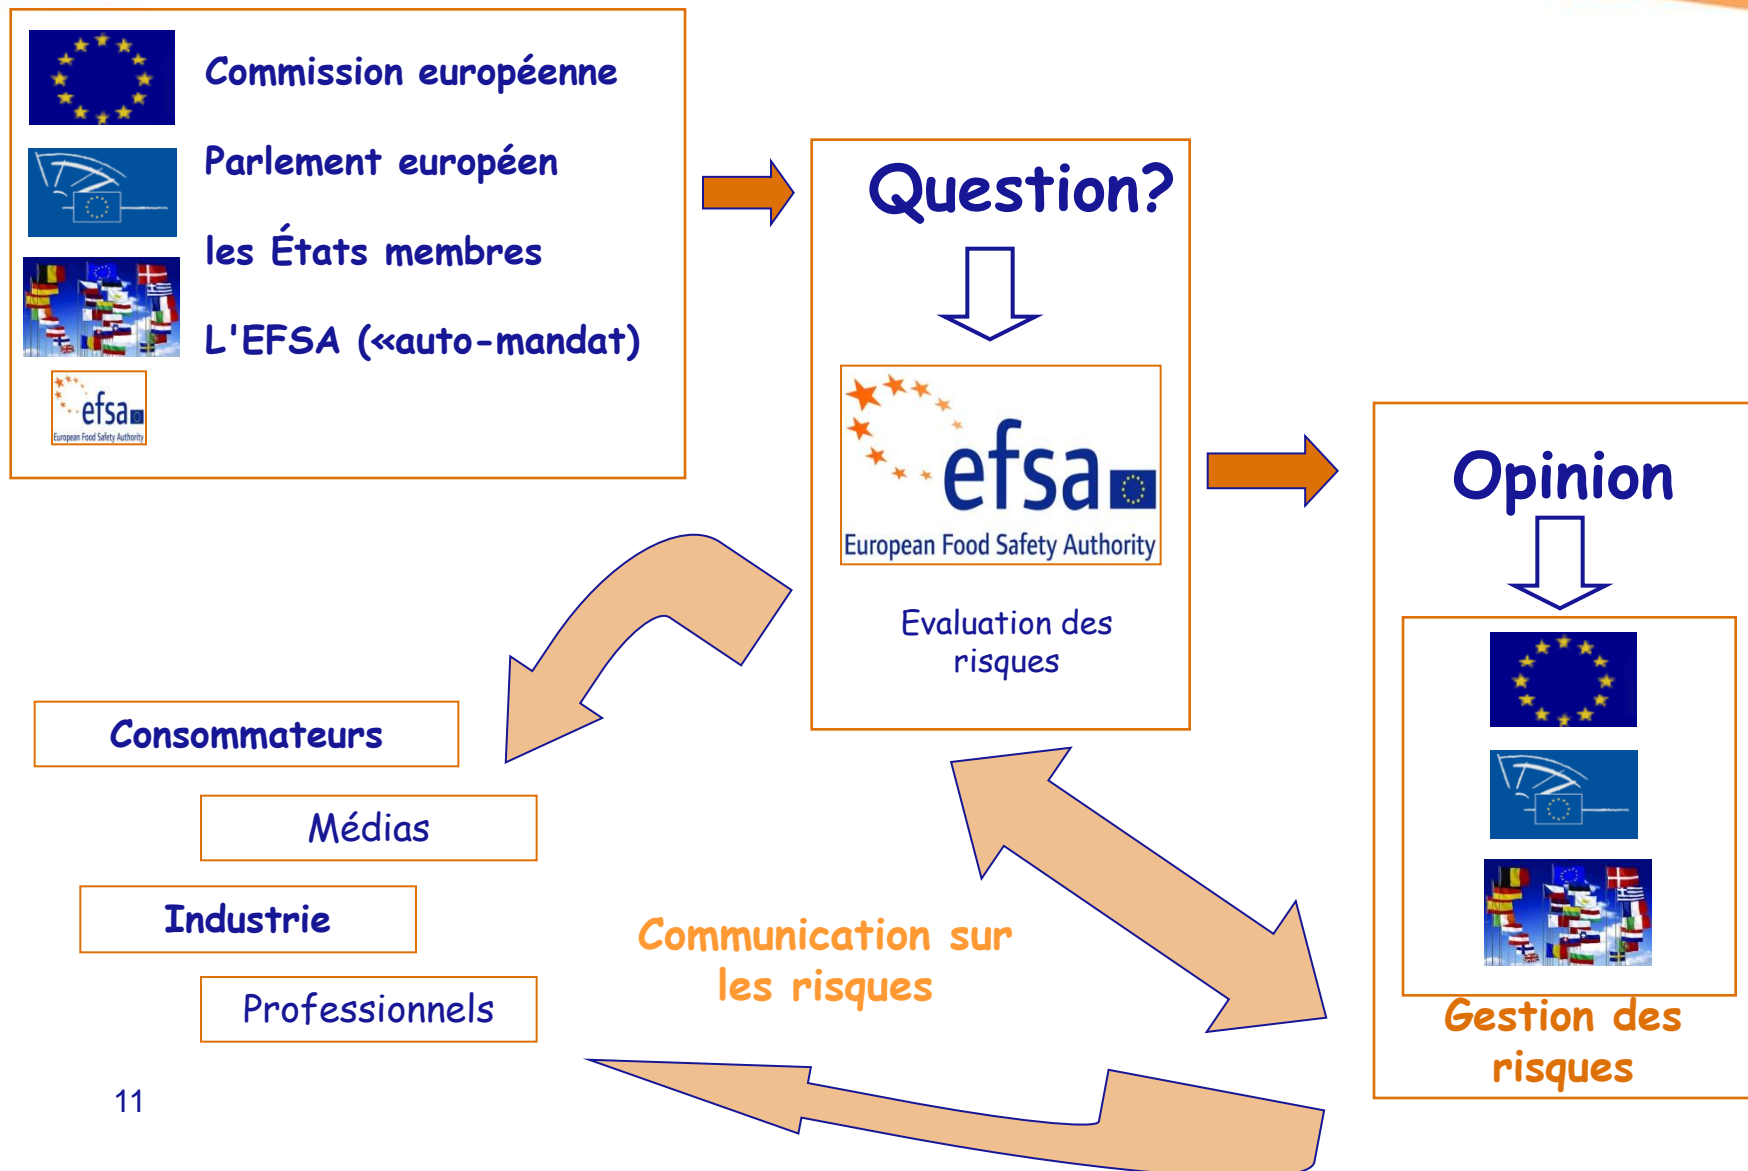 Commission européenne
Parlement européen
les États membres
L'EFSA («auto-mandat)
efsa
European Food Safety Authority
Question?
efsa
European Food Safety Authority
Evaluation des
risques
Opinion
Gestion des
risques
Consommateurs
Médias
Industrie
Professionnels
Communication sur
les risques
11